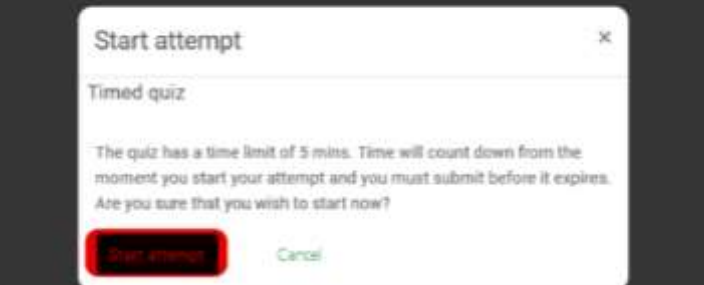 Start attempt ×
Timed quiz
The quiz has a time limit of 5 mins. Time will count down from the
moment you start your attempt and you must submit before it expires.
Are you sure that you wish to start now?
Start attempt Cancel